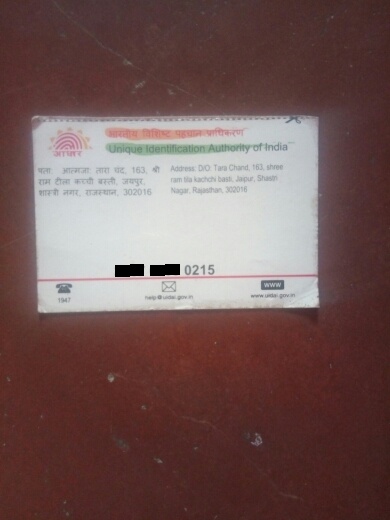 भारतीय विशिष्ट पहचान प्राधिकरण
Unique Identification Authority of India
आधार
पता: आत्मजा तारा चंद, 163, श्री
राम टीला कच्ची बस्ती, जयपुर,
शास्त्री नगर, राजस्थान, 302016
Address: D/O: Tara Chand, 163, shree
ram tila kachchi basti, Jaipur, Shastri
Nagar, Rajasthan, 302016
0215
1947
help@uidai.gov.in
WWW
www.uidai.gov.in